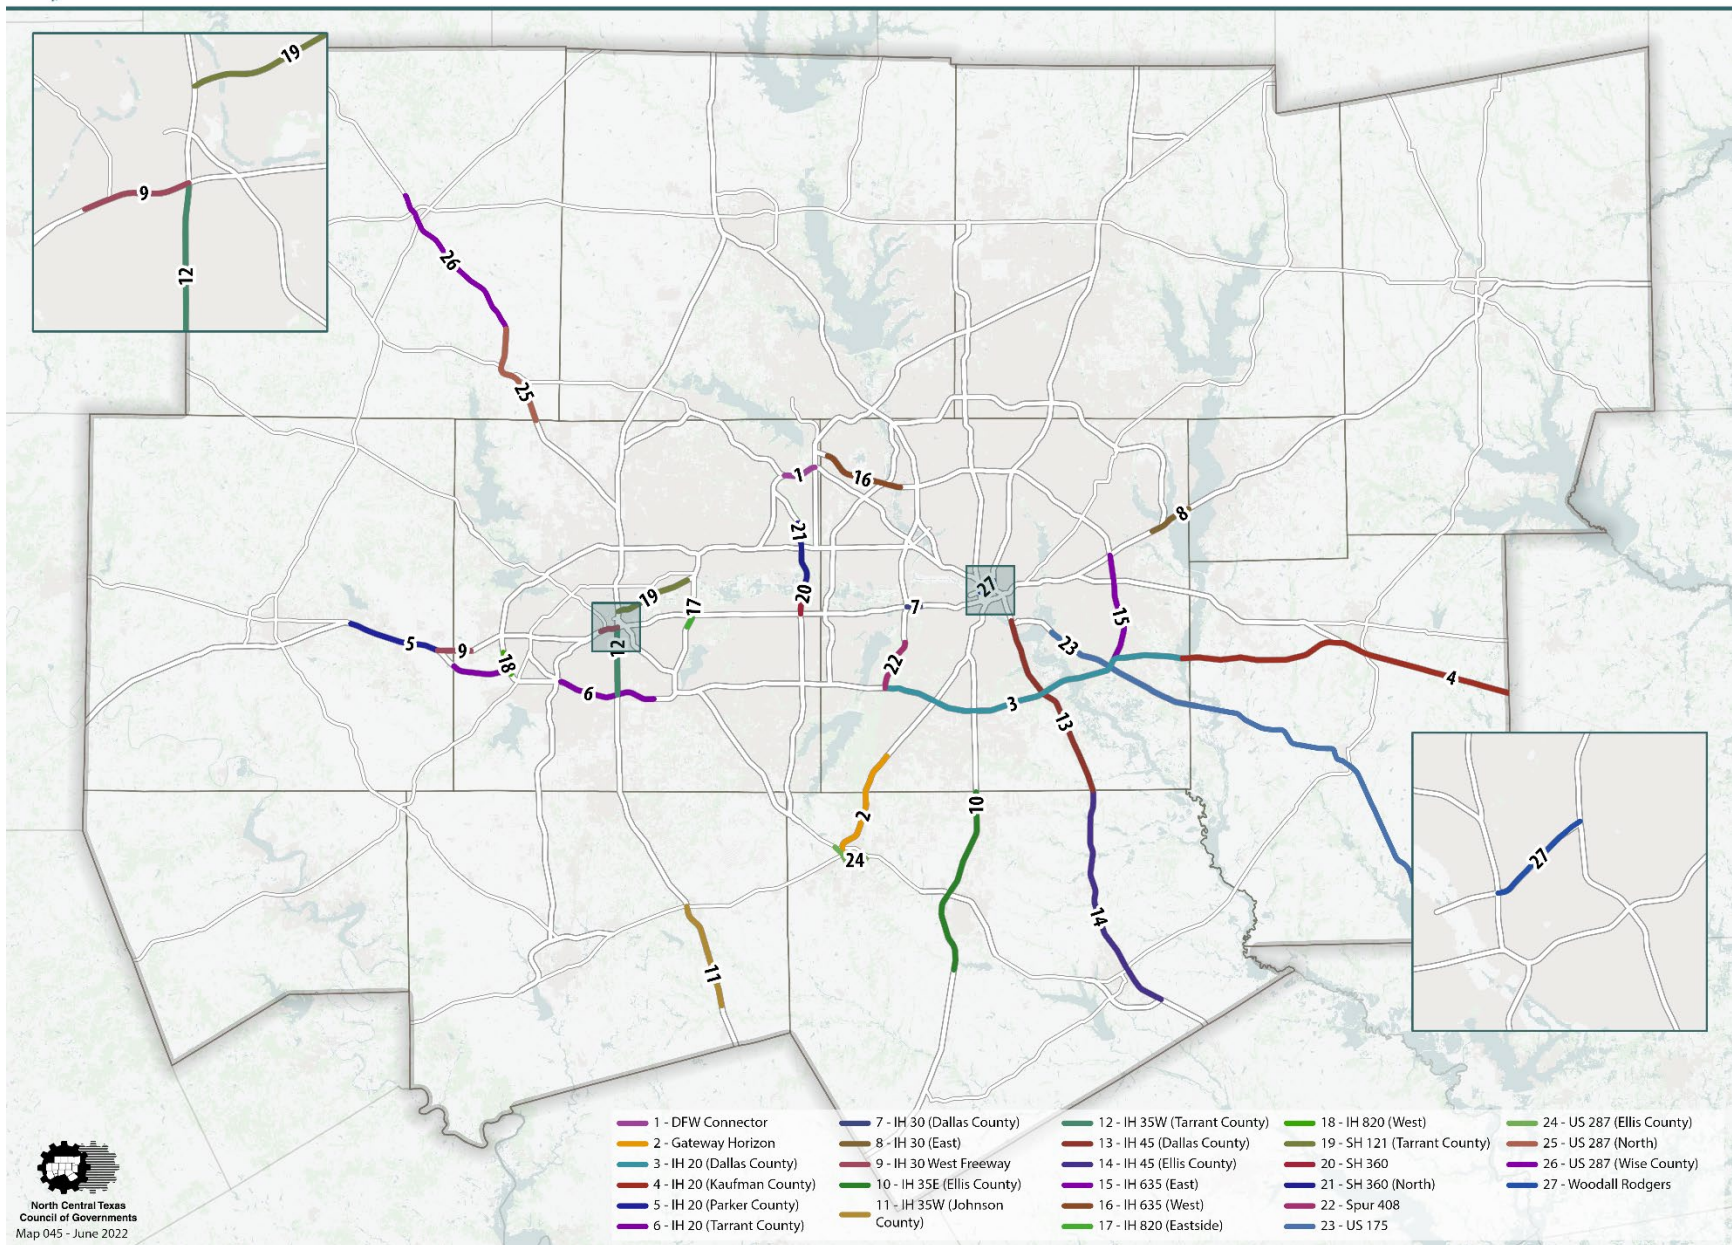 19
9
12
26
25
1
16
21
8
20
19
17
7
27
12
15
5
9
18
23
22
6
4
3
13
2
10
24
14
11
27
1 - DFW Connector
2 - Gateway Horizon
3 - IH 20 (Dallas County)
4 - IH 20 (Kaufman County)
5 - IH 20 (Parker County)
6 - IH 20 (Tarrant County)
7 - IH 30 (Dallas County)
8 - IH 30 (East)
9 - IH 30 West Freeway
10 - IH 35E (Ellis County)
11 - IH 35W (Johnson
County)
12 - IH 35W (Tarrant County)
13 - IH 45 (Dallas County)
14 - IH 45 (Ellis County)
15 - IH 635 (East)
16 - IH 635 (West)
17 - IH 820 (Eastside)
18 - IH 820 (West)
19 - SH 121 (Tarrant County)
20 - SH 360
21 - SH 360 (North)
22 - Spur 408
23 - US 175
24 - US 287 (Ellis County)
25 - US 287 (North)
26 - US 287 (Wise County)
27 - Woodall Rodgers
North Central Texas
Council of Governments
Map 045 - June 2022